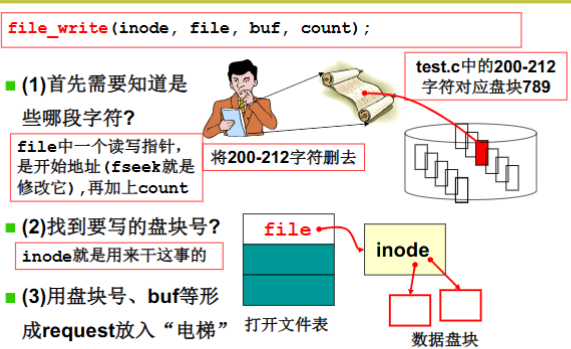 file_write(inode, file, buf, count);
(1)首先需要知道是
些哪段字符?
file中一个读写指针,
是开始地址(fseek就是
修改它),再加上count
将200-212字符删去
test.c中的200-212
字符对应盘块789
(2)找到要写的盘块号?
inode就是用来干这事的
(3)用盘块号、buf等形
成request放入“电梯”
file
打开文件表
inode
数据盘块